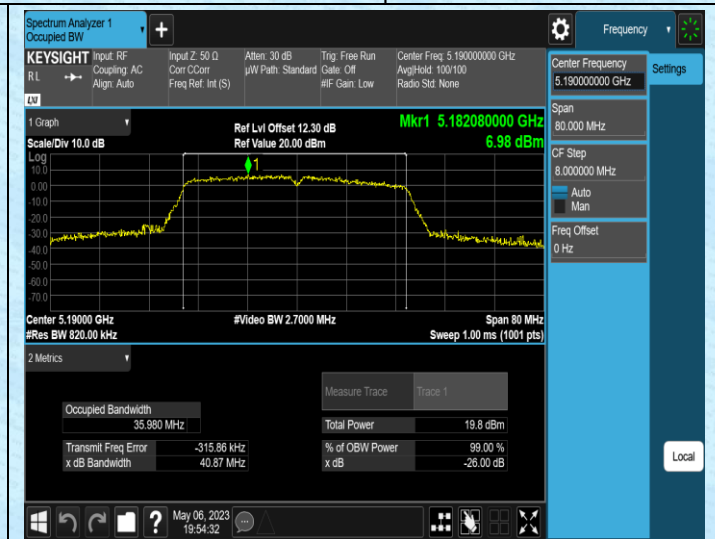 Spectrum Analyzer 1
Occupied BW
Frequency
KEYSIGHT
R L
LXI
Input: RF
Coupling: AC
Align: Auto
Input Z: 50 Ω
Corr CCorr
Freq Ref: Int (S)
Atten: 30 dB
µW Path: Standard
Trig: Free Run
Gate: Off
#IF Gain: Low
Center Freq: 5.190000000 GHz
Avg|Hold: 100/100
Radio Std: None
Center Frequency
5.190000000 GHz
Settings
Span
80.000 MHz
CF Step
8.000000 MHz
Auto
Man
Freq Offset
0 Hz
Local
1 Graph
Scale/Div 10.0 dB
Ref Lvl Offset 12.30 dB
Ref Value 20.00 dBm
Mkr1 5.182080000 GHz
6.98 dBm
Log
10.0
0.00
-10.0
-20.0
-30.0
-40.0
-50.0
-60.0
-70.0
1
Center 5.19000 GHz
#Res BW 820.00 kHz
#Video BW 2.7000 MHz
Span 80 MHz
Sweep 1.00 ms (1001 pts)
2 Metrics
Measure Trace
Trace 1
Occupied Bandwidth
35.980 MHz
Total Power
19.8 dBm
Transmit Freq Error
-315.86 kHz
% of OBW Power
99.00 %
x dB Bandwidth
40.87 MHz
x dB
-26.00 dB
?
May 06, 2023
19:54:32